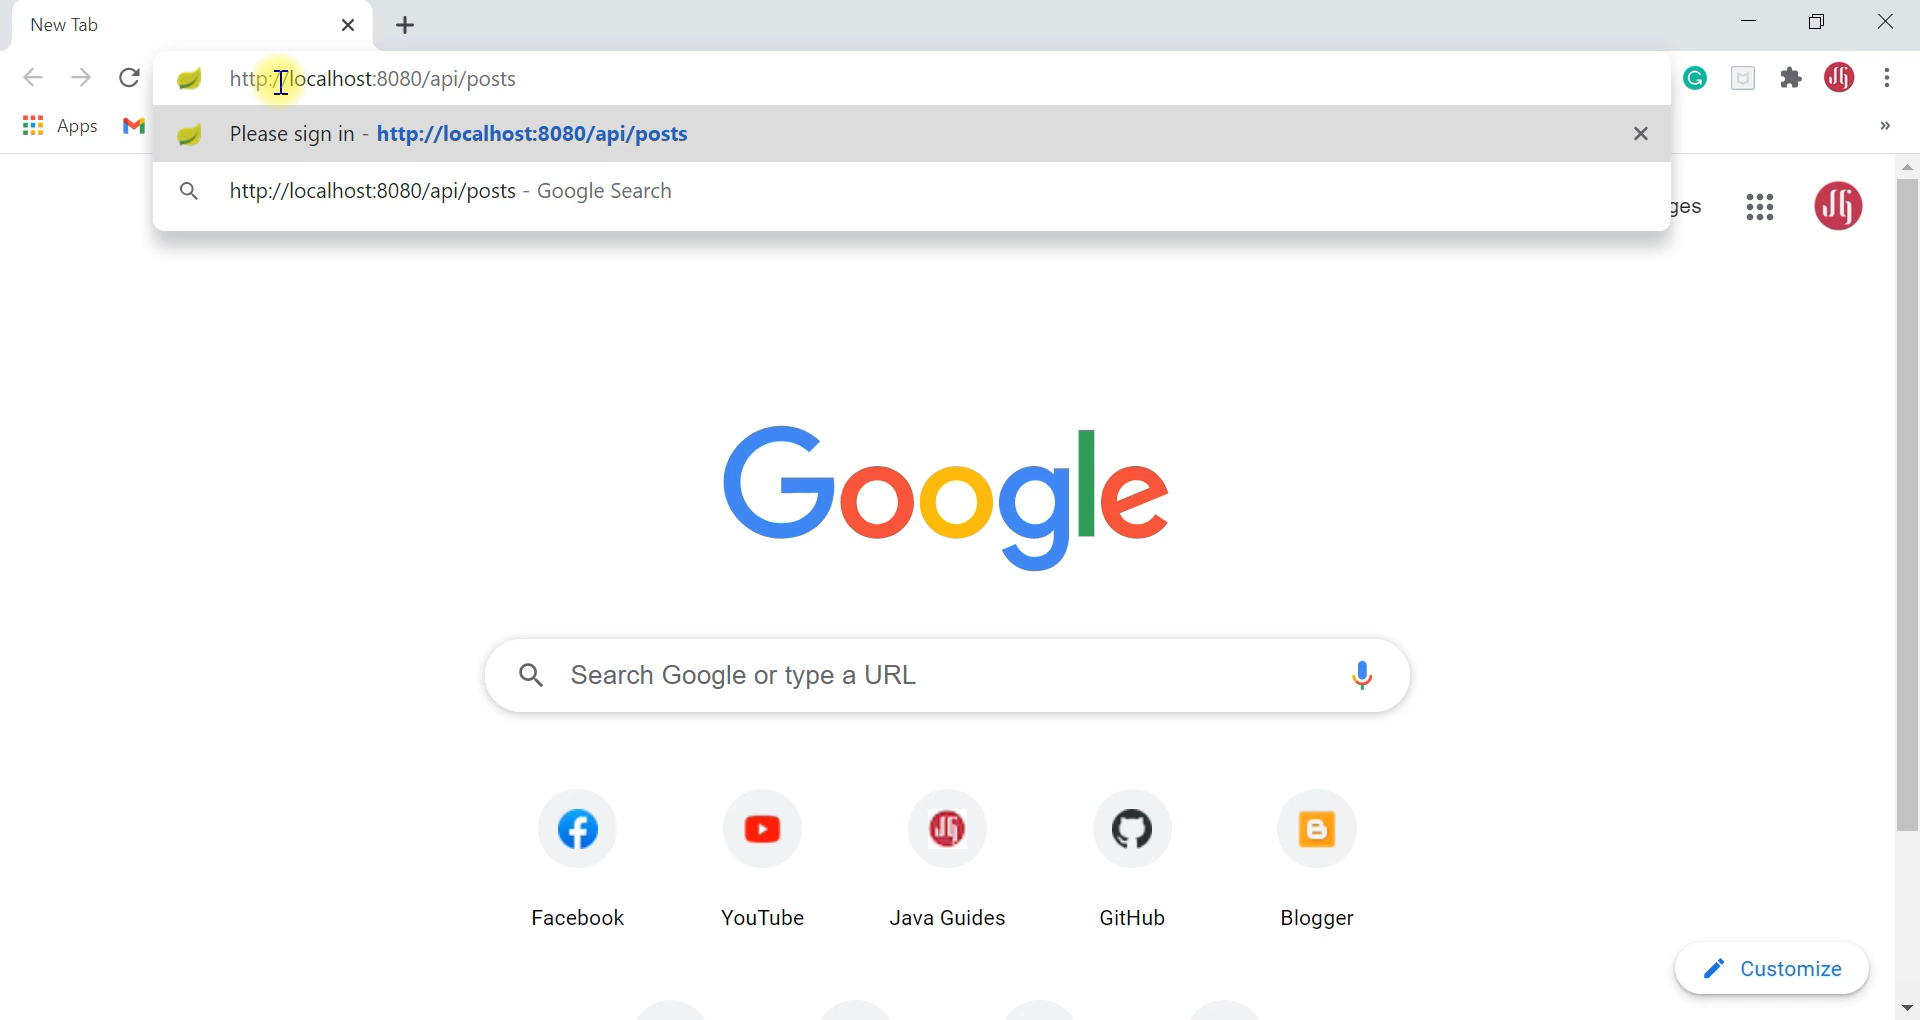 New Tab
http://localhost:8080/api/posts
Please sign in - http://localhost:8080/api/posts
http://localhost:8080/api/posts - Google Search
Apps
ges
Google
Search Google or type a URL
Facebook YouTube Java Guides GitHub Blogger
Customize